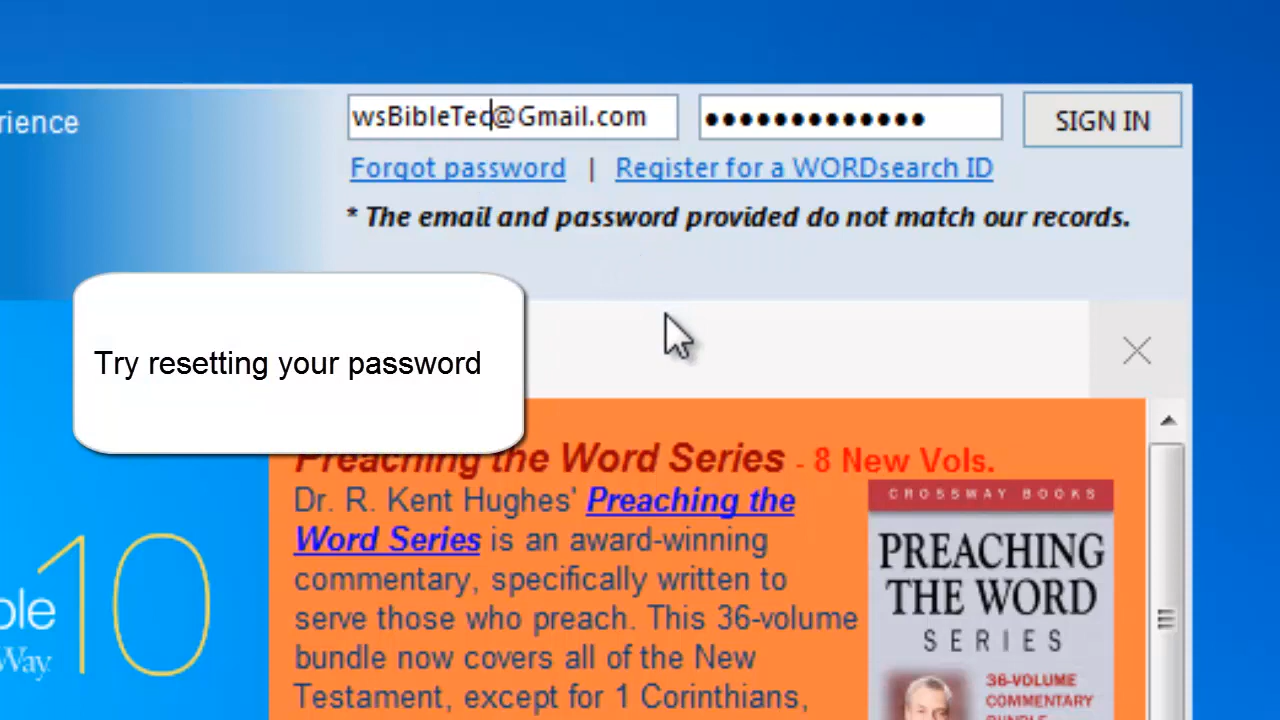 rience
wsBibleTec@Gmail.com ●●●●●●●●●●●●● SIGN IN
Forgot password | Register for a WORDsearch ID
* The email and password provided do not match our records.
Try resetting your password
Preaching the Word Series - 8 New Vols.
Dr. R. Kent Hughes' Preaching the
Word Series is an award-winning
commentary, specifically written to
serve those who preach. This 36-volume
bundle now covers all of the New
Testament, except for 1 Corinthians,
CROSSWAY BOOKS
PREACHING
THE WORD
SERIES
36-VOLUME
COMMENTARY
BUNDLE
ble 10
Way